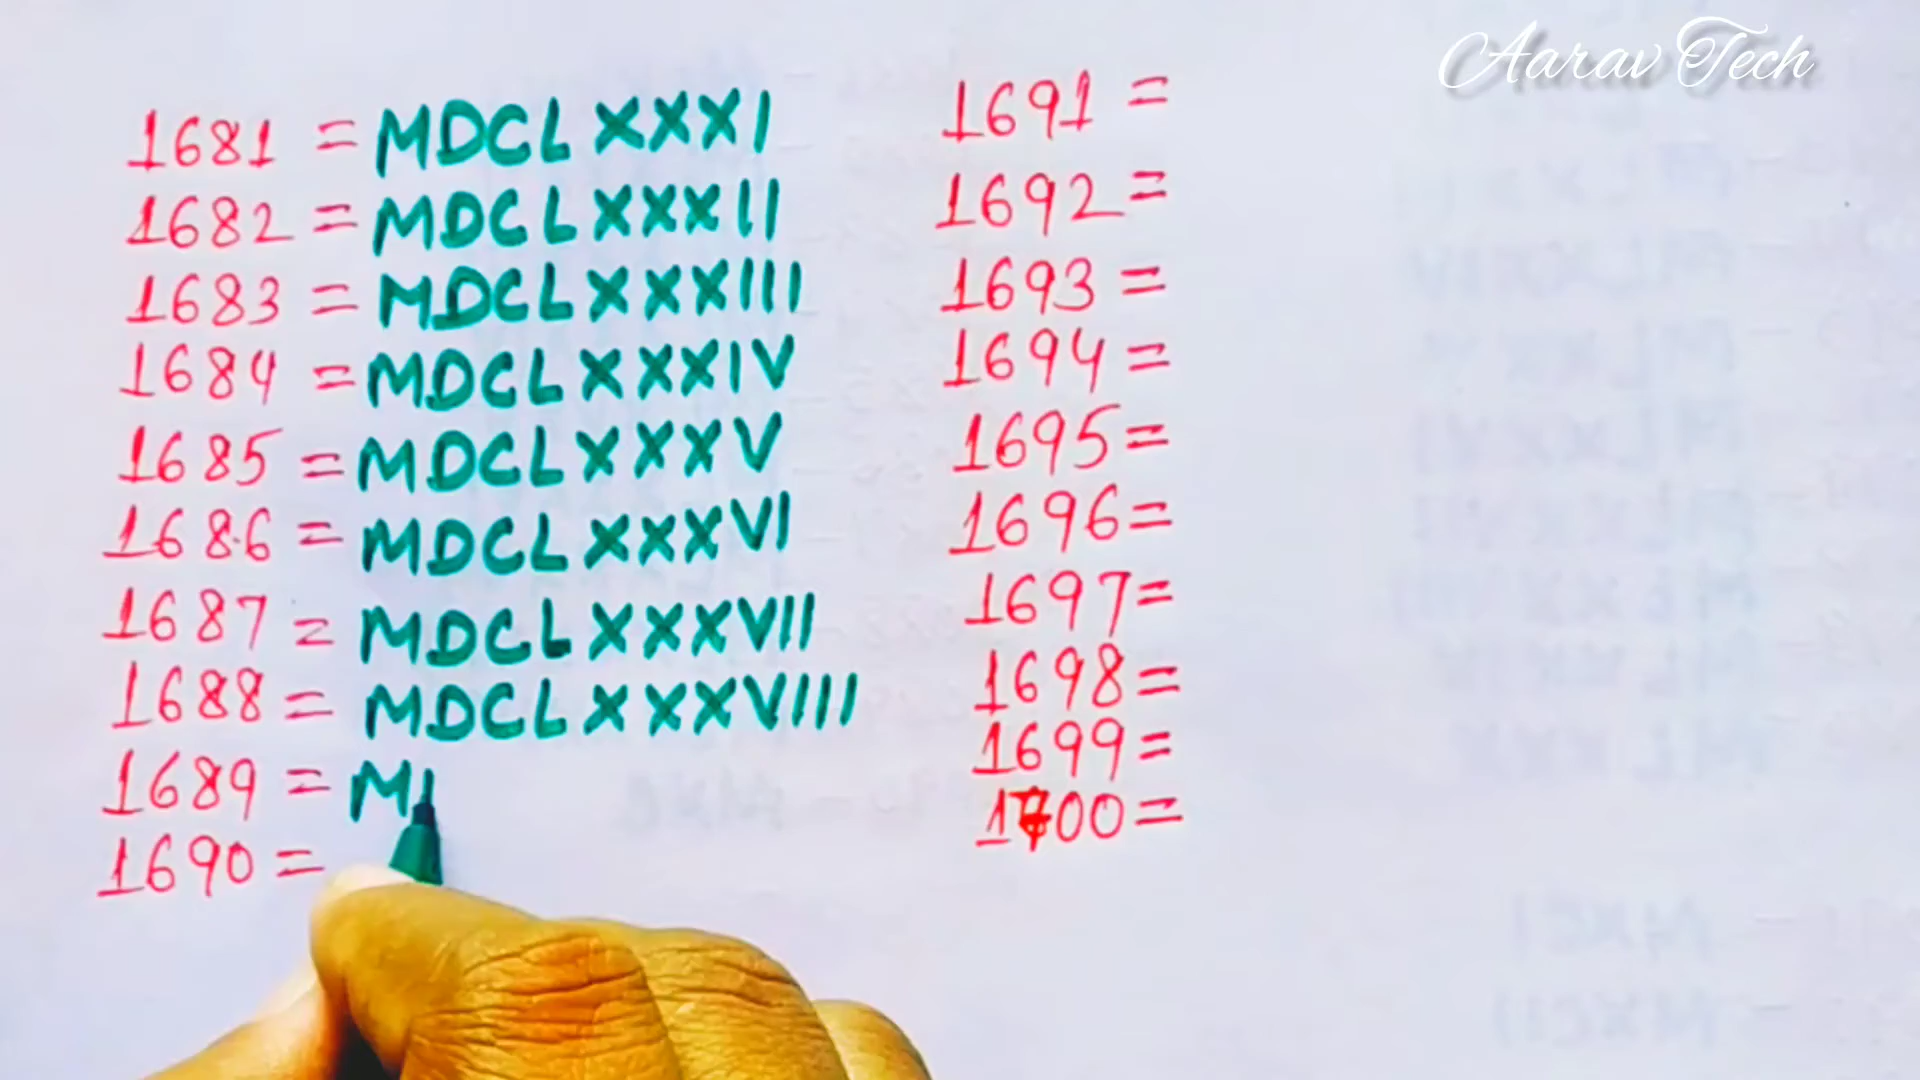 Aarav Tech
1681 = MDCLXXXI
1682 = MDCLXXXII
1683 = MDCLXXXIII
1684 = MDCLXXXIV
1685 = MDCLXXXV
1686 = MDCLXXXVI
1687 = MDCLXXXVII
1688 = MDCLXXXVIII
1689 = M
1690 =
1691 =
1692 =
1693 =
1694 =
1695 =
1696 =
1697 =
1698 =
1699 =
1700 =